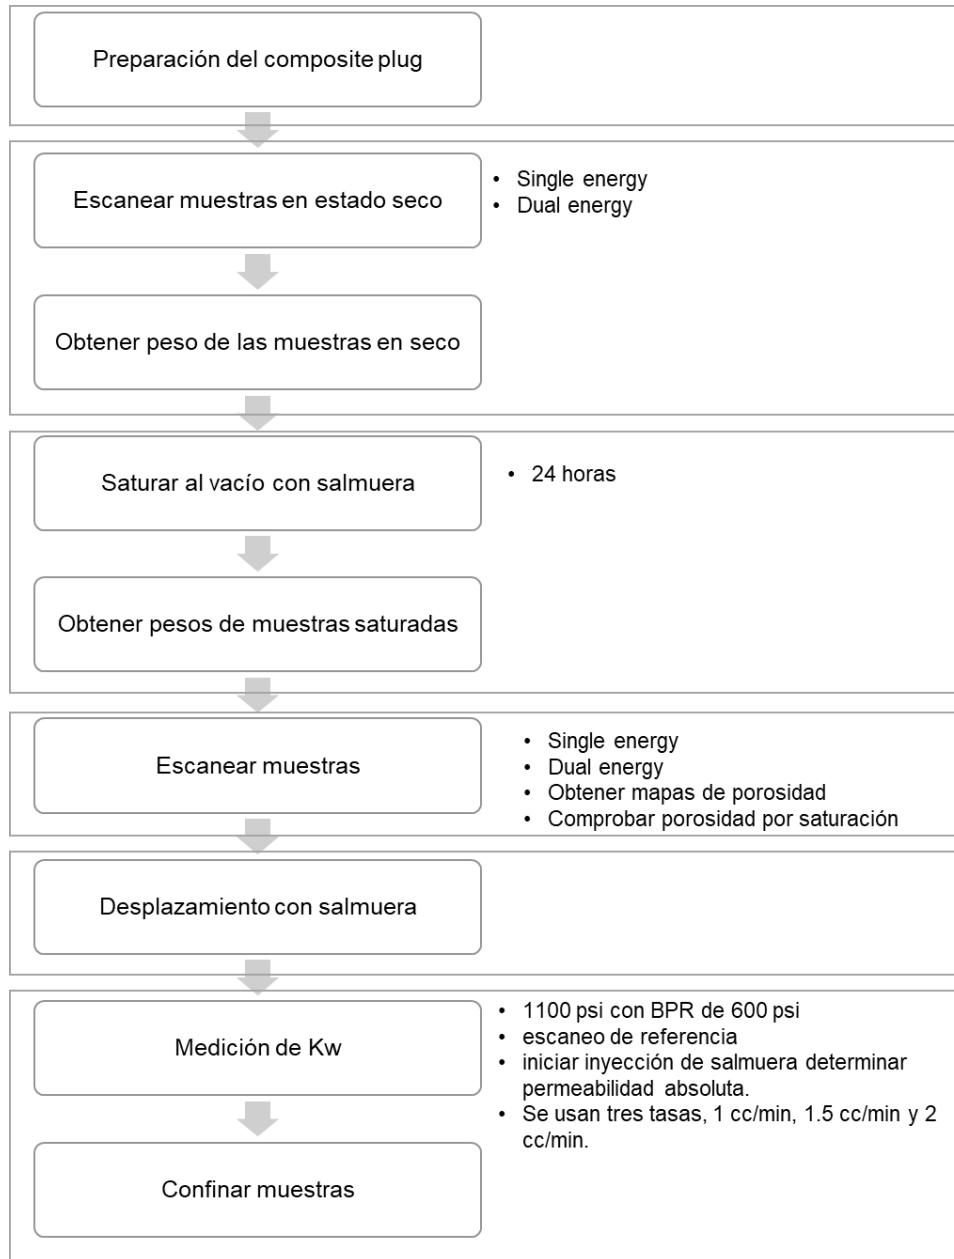 Preparación del composite plug
Escanear muestras en estado seco
• Single energy
• Dual energy
Obtener peso de las muestras en seco
Saturar al vacío con salmuera
• 24 horas
Obtener pesos de muestras saturadas
Escanear muestras
• Single energy
• Dual energy
• Obtener mapas de porosidad
• Comprobar porosidad por saturación
Desplazamiento con salmuera
Medición de Kw
• 1100 psi con BPR de 600 psi
• escaneo de referencia
• iniciar inyección de salmuera determinar
permeabilidad absoluta.
• Se usan tres tasas, 1 cc/min, 1.5 cc/min y 2
cc/min.
Confinar muestras